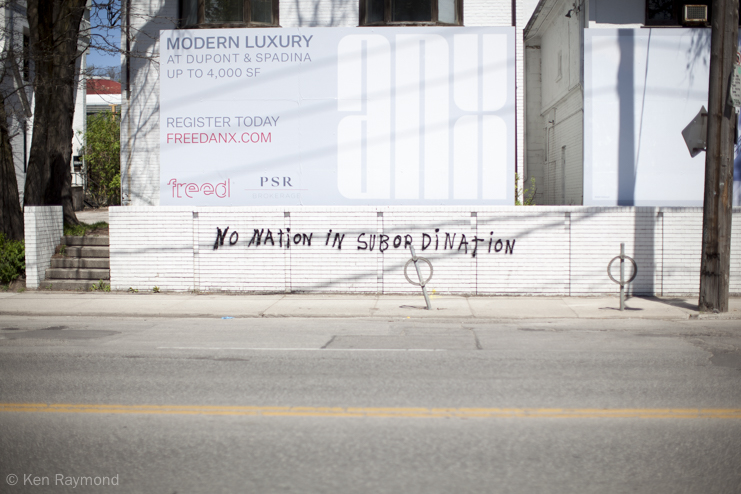 MODERN LUXURY
AT DUPONT & SPADINA
UP TO 4,000 SF
anx
REGISTER TODAY
FREEDANX.COM
freed
PSR
NO NATION IN SUBORDINATION
© Ken Raymond